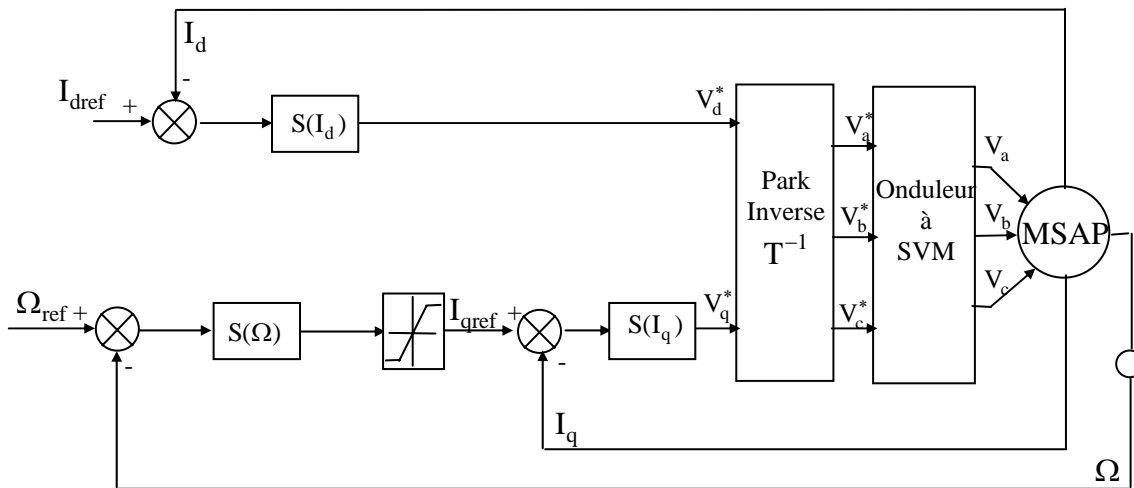 I_d
-
I_dref +
S(I_d)
V_d^*
Park
Inverse
T^−1
V_a^*
V_b^*
V_c^*
Onduleur
à
SVM
V_a
V_b
V_c
MSAP
Ω_ref +
-
S(Ω)
I_qref +
-
S(I_q)
V_q^*
I_q
Ω